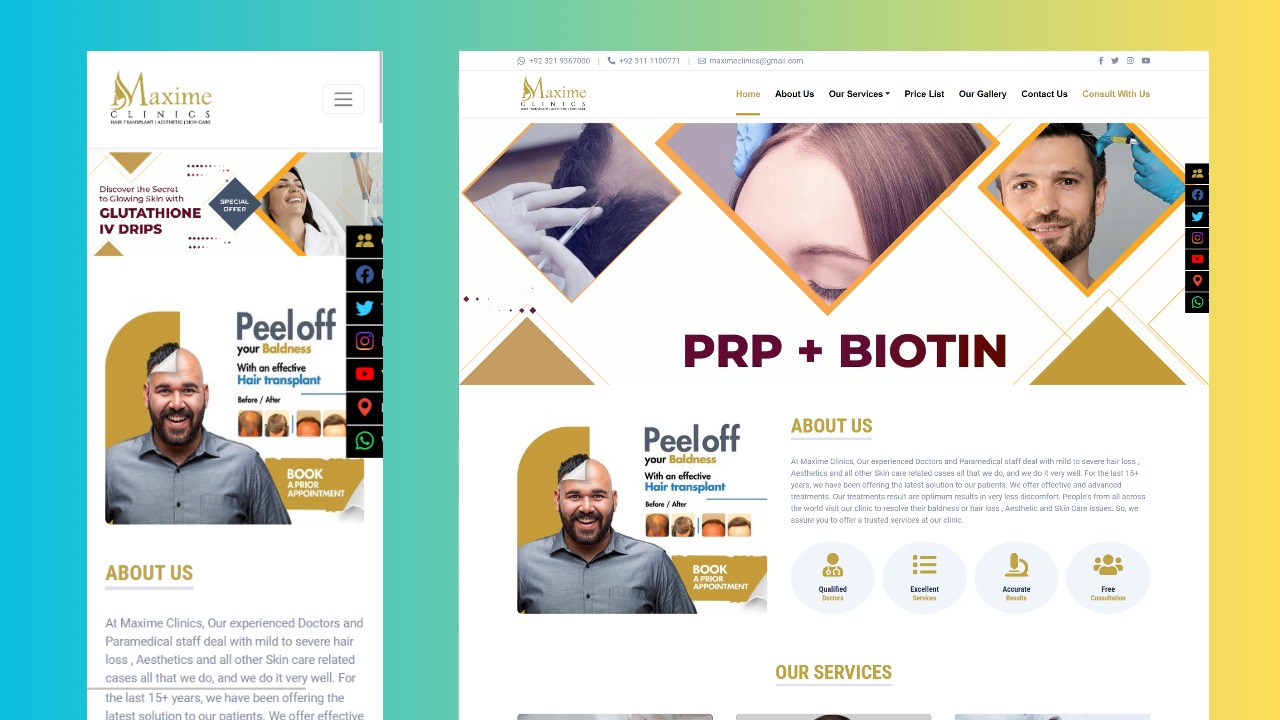 Maxime
CLINICS
HAIR TRANSPLANT | AESTHETIC | SKIN CARE
Discover the Secret
to Glowing Skin with
GLUTATHIONE
IV DRIPS
SPECIAL
OFFER
Peel off
your Baldness
With an effective
Hair transplant
Before / After
BOOK
A PRIOR
APPOINTMENT
ABOUT US
At Maxime Clinics, Our experienced Doctors and
Paramedical staff deal with mild to severe hair
loss , Aesthetics and all other Skin care related
cases all that we do, and we do it very well. For
the last 15+ years, we have been offering the
latest solution to our patients. We offer effective
+92 321 9367000 | +92 311 1100771 | maximeclinics@gmail.com
Maxime
CLINICS
HAIR TRANSPLANT | AESTHETIC | SKIN CARE
Home About Us Our Services Price List Our Gallery Contact Us Consult With Us
PRP + BIOTIN
Peel off
your Baldness
With an effective
Hair transplant
Before / After
BOOK
A PRIOR
APPOINTMENT
ABOUT US
At Maxime Clinics, Our experienced Doctors and Paramedical staff deal with mild to severe hair loss ,
Aesthetics and all other Skin care related cases all that we do, and we do it very well. For the last 15+
years, we have been offering the latest solution to our patients. We offer effective and advanced
treatments. Our treatments result are optimum results in very less discomfort. People's from all across
the world visit our clinic to resolve their baldness or hair loss , Aesthetic and Skin Care issues. So, we
assure you to offer a trusted services at our clinic.
Qualified
Doctors
Excellent
Services
Accurate
Results
Free
Consultation
OUR SERVICES